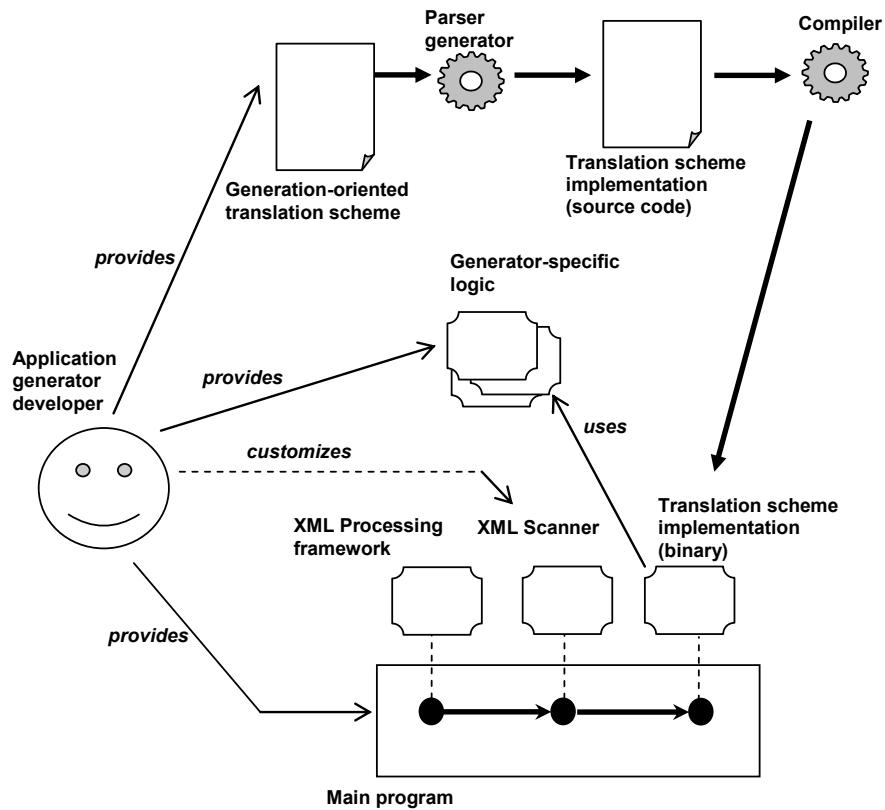 Parser
generator
Compiler
Generation-oriented
translation scheme
Translation scheme
implementation
(source code)
provides
Generator-specific
logic
Application
generator
developer
provides
uses
customizes
XML Processing
framework
XML Scanner
Translation scheme
implementation
(binary)
provides
Main program